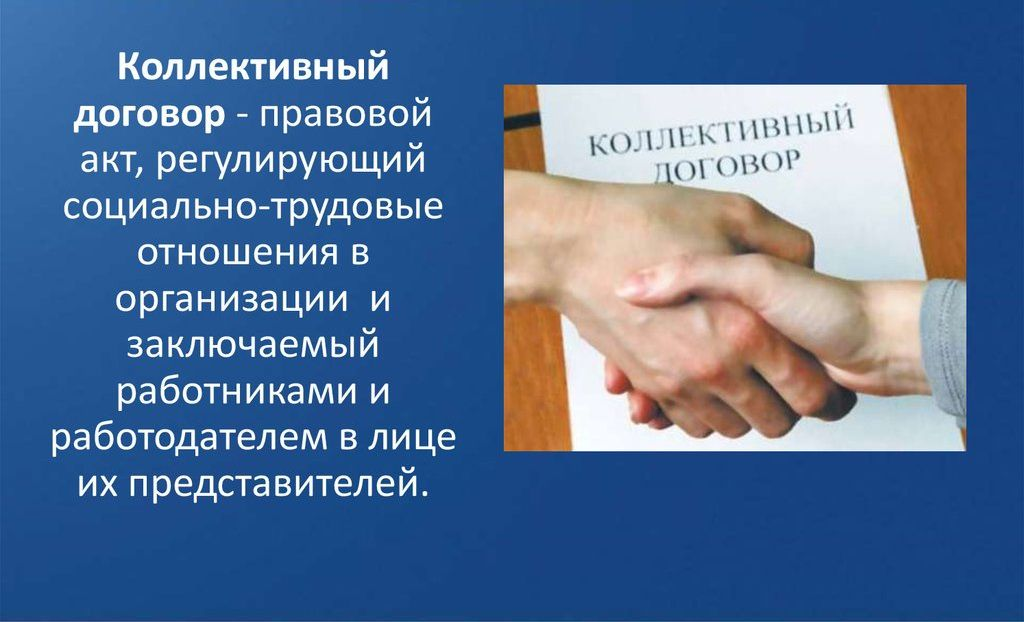 Коллективный
договор - правовой
акт, регулирующий
социально-трудовые
отношения в
организации  и
заключаемый
работниками и
работодателем в лице
их представителей.
КОЛЛЕКТИВНЫЙ
ДОГОВОР